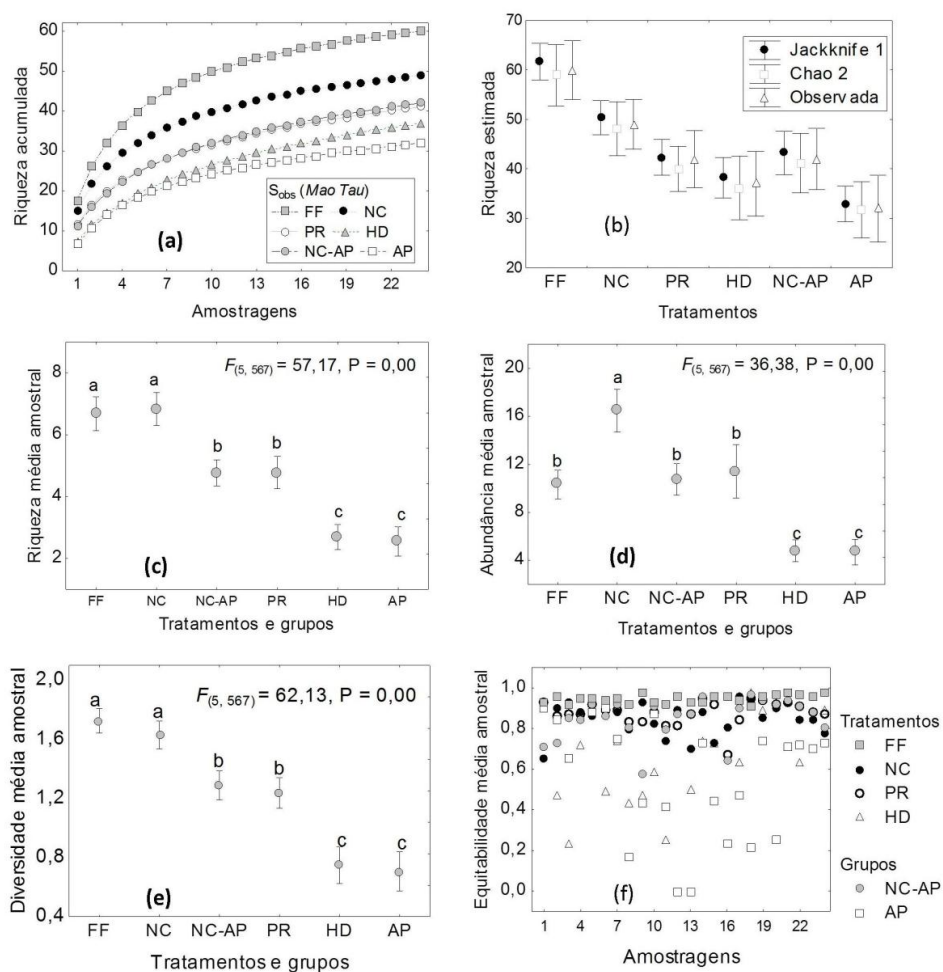 60
50
40
30
20
10
0
Riqueza acumulada
S_obs (Mao Tau)
FF NC
PR HD
NC-AP AP
(a)
1 4 7 10 13 16 19 22
Amostragens
70
60
50
40
30
20
Riqueza estimada
Jackknife 1
Chao 2
Observada
(b)
FF NC PR HD NC-AP AP
Tratamentos
8
6
4
2
Riqueza média amostral
F(5, 567) = 57,17, P = 0,00
a a b b c c
(c)
FF NC NC-AP PR HD AP
Tratamentos e grupos
20
16
12
8
4
Abundância média amostral
F(5, 567) = 36,38, P = 0,00
b a b b c c
(d)
FF NC NC-AP PR HD AP
Tratamentos e grupos
2,0
1,6
1,2
0,8
0,4
Diversidade média amostral
F(5, 567) = 62,13, P = 0,00
a a b b c c
(e)
FF NC NC-AP PR HD AP
Tratamentos e grupos
1,0
0,8
0,6
0,4
0,2
0,0
Equitabilidade média amostral
(f)
1 4 7 10 13 16 19 22
Amostragens
Tratamentos
FF
NC
PR
HD
Grupos
NC-AP
AP